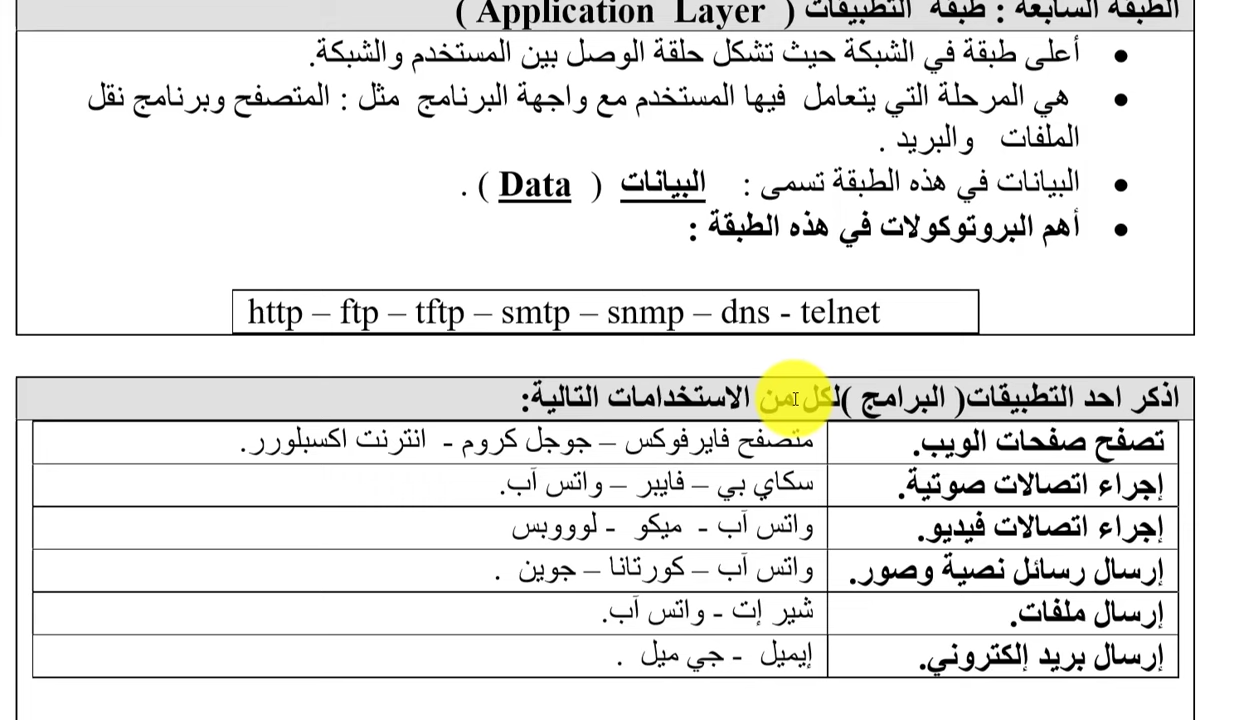 الطبقة السابعة : طبقة التطبيقات ( Application Layer )
أعلى طبقة في الشبكة حيث تشكل حلقة الوصل بين المستخدم والشبكة.
هي المرحلة التي يتعامل فيها المستخدم مع واجهة البرنامج مثل : المتصفح وبرنامج نقل
الملفات والبريد .
البيانات في هذه الطبقة تسمى : البيانات ( Data ) .
أهم البروتوكولات في هذه الطبقة :
http – ftp – tftp – smtp – snmp – dns - telnet
اذكر احد التطبيقات( البرامج )لكل من الاستخدامات التالية:
تصفح صفحات الويب. متصفح فايرفوكس – جوجل كروم - انترنت اكسبلورر.
إجراء اتصالات صوتية. سكاي بي – فايبر – واتس آب.
إجراء اتصالات فيديو. واتس آب - ميكو - لوووبس
إرسال رسائل نصية وصور. واتس آب – كورتانا – جوين .
إرسال ملفات. شير إت - واتس آب.
إرسال بريد إلكتروني. إيميل - جي ميل .